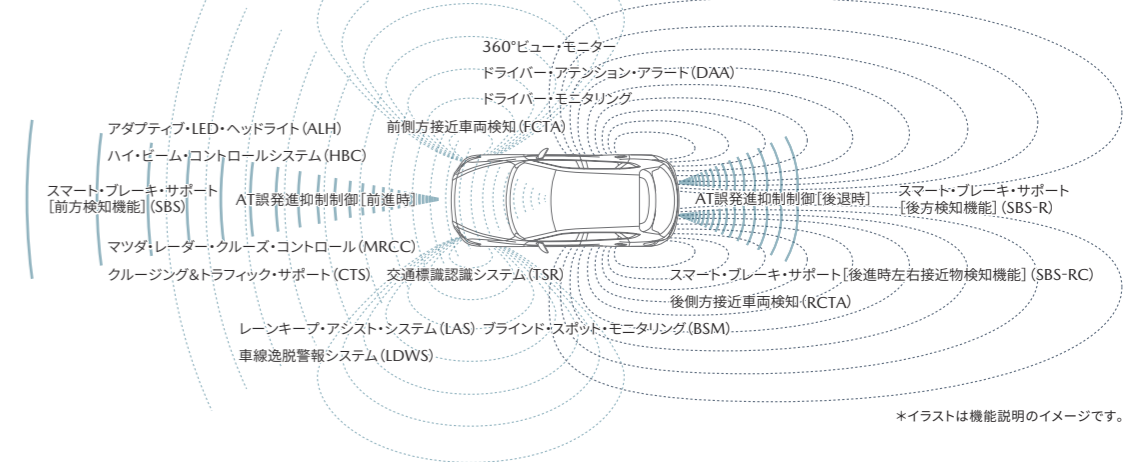 360°ビュー・モニター
ドライバー・アテンション・アラート(DAA)
ドライバー・モニタリング
前側方接近車両検知(FCTA)
アダプティブ・LED・ヘッドライト(ALH)
ハイ・ビーム・コントロールシステム(HBC)
スマート・ブレーキ・サポート
[前方検知機能](SBS)
AT誤発進抑制制御[前進時]
マツダ・レーダー・クルーズ・コントロール(MRCC)
クルージング&トラフィック・サポート(CTS)
交通標識認識システム(TSR)
レーンキープ・アシスト・システム(LAS)
ブラインド・スポット・モニタリング(BSM)
車線逸脱警報システム(LDWS)
AT誤発進抑制制御[後退時]
スマート・ブレーキ・サポート
[後方検知機能](SBS-R)
スマート・ブレーキ・サポート[後進時左右接近物検知機能](SBS-RC)
後側方接近車両検知(RCTA)
＊イラストは機能説明のイメージです。